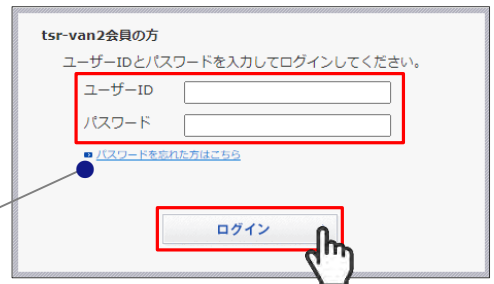 tsr-van2会員の方
ユーザーIDとパスワードを入力してログインしてください。
ユーザーID
パスワード
パスワードを忘れた方はこちら
ログイン